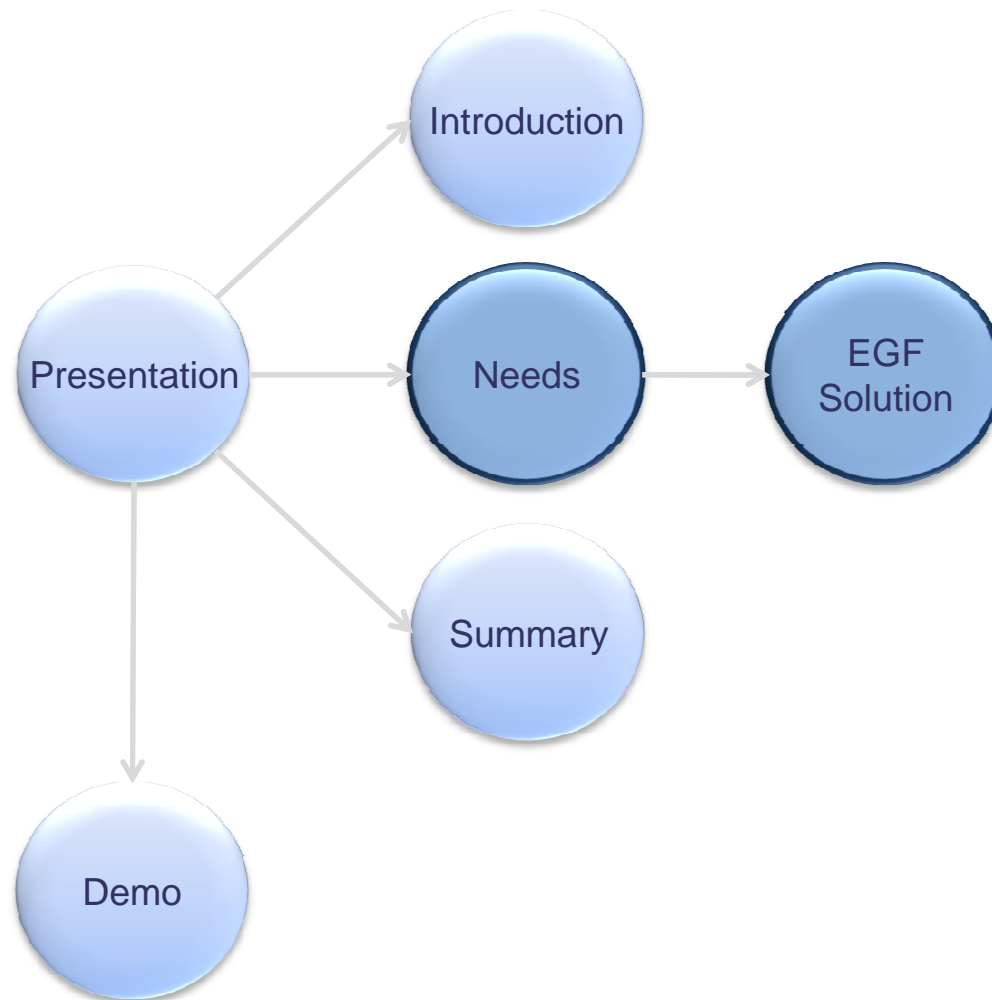 Introduction
Presentation
Needs
EGF
Solution
Summary
Demo